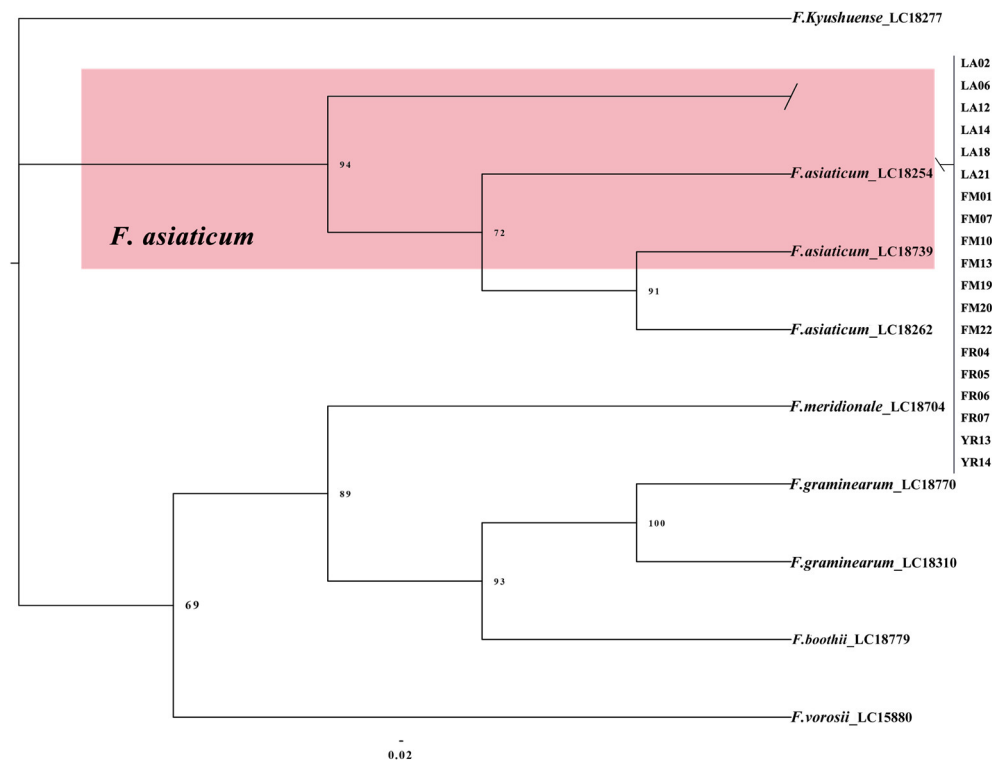 F.Kyushuense_LC18277
LA02
LA06
LA12
LA14
LA18
LA21
FM01
FM07
FM10
FM13
FM19
FM20
FM22
FR04
FR05
FR06
FR07
YR13
YR14
94
F.asiaticum_LC18254
72
F. asiaticum
F.asiaticum_LC18739
91
F.asiaticum_LC18262
F.meridionale_LC18704
89
F.graminearum_LC18770
100
F.graminearum_LC18310
93
69
F.boothii_LC18779
F.vorosii_LC15880
0.02